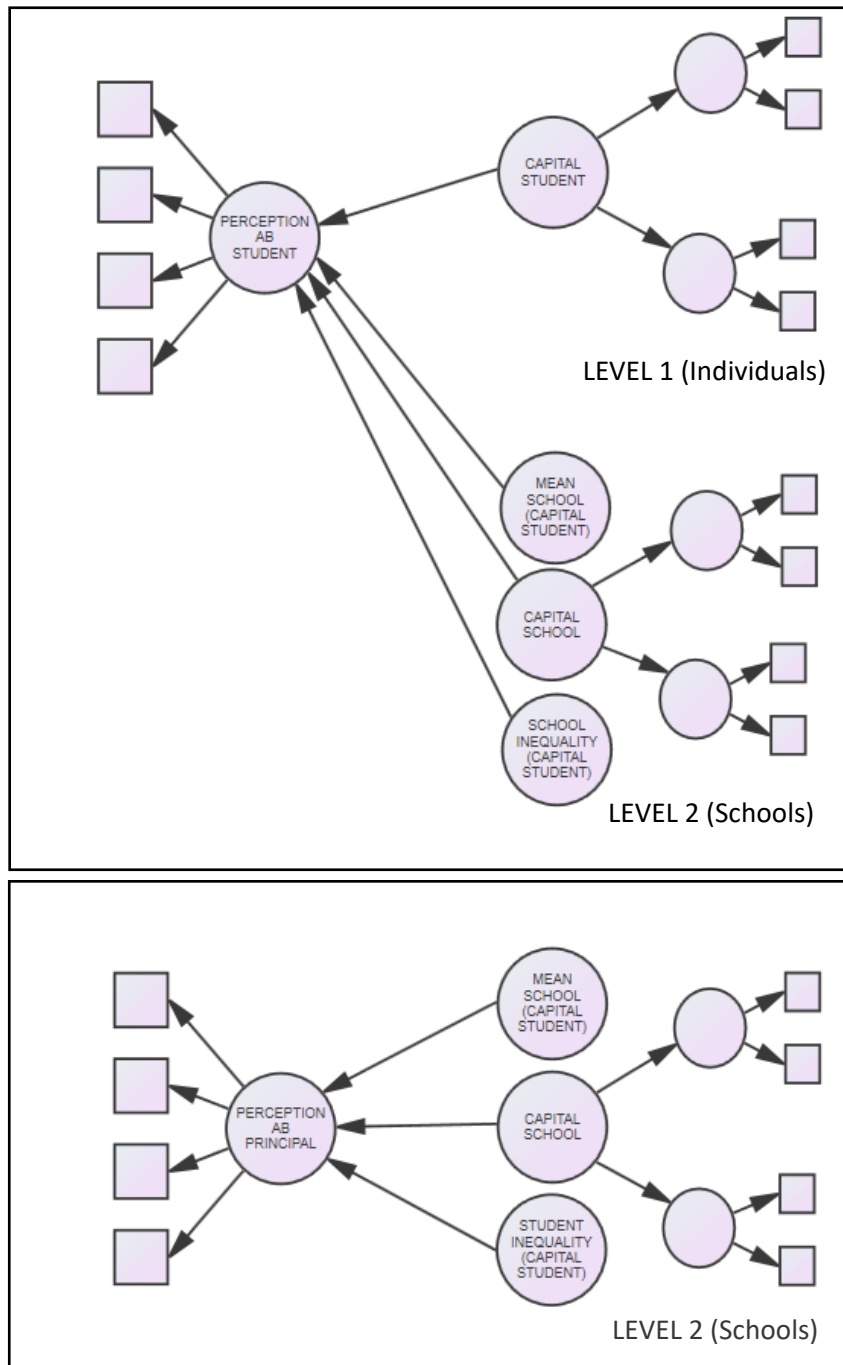 CAPITAL
STUDENT
PERCEPTION
AB
STUDENT
LEVEL 1 (Individuals)
MEAN
SCHOOL
(CAPITAL
STUDENT)
CAPITAL
SCHOOL
SCHOOL
INEQUALITY
(CAPITAL
STUDENT)
LEVEL 2 (Schools)
MEAN
SCHOOL
(CAPITAL
STUDENT)
PERCEPTION
AB
PRINCIPAL
CAPITAL
SCHOOL
STUDENT
INEQUALITY
(CAPITAL
STUDENT)
LEVEL 2 (Schools)